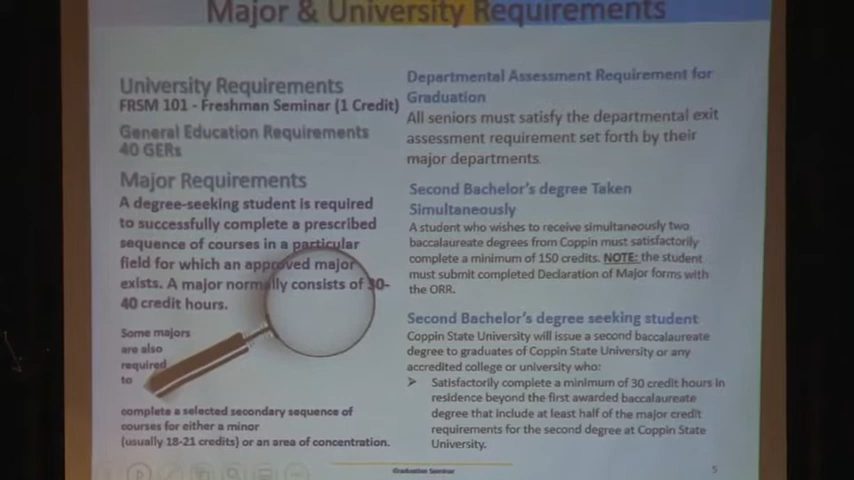 Major & University Requirements
University Requirements
FRSM 101 - Freshman Seminar (1 Credit)
General Education Requirements
40 GERs
Major Requirements
A degree-seeking student is required
to successfully complete a prescribed
sequence of courses in a particular
field for which an approved major
exists. A major normally consists of 30-
40 credit hours.
Some majors
are also
required
to
complete a selected secondary sequence of
courses for either a minor
(usually 18-21 credits) or an area of concentration.
Departmental Assessment Requirement for
Graduation
All seniors must satisfy the departmental exit
assessment requirement set forth by their
major departments.
Second Bachelor's degree Taken
Simultaneously
A student who wishes to receive simultaneously two
baccalaureate degrees from Coppin must satisfactorily
complete a minimum of 150 credits. NOTE: the student
must submit completed Declaration of Major forms with
the ORR.
Second Bachelor's degree seeking student
Coppin State University will issue a second baccalaureate
degree to graduates of Coppin State University or any
accredited college or university who:
➢ Satisfactorily complete a minimum of 30 credit hours in
residence beyond the first awarded baccalaureate
degree that include at least half of the major credit
requirements for the second degree at Coppin State
University.
Graduation Seminar
5